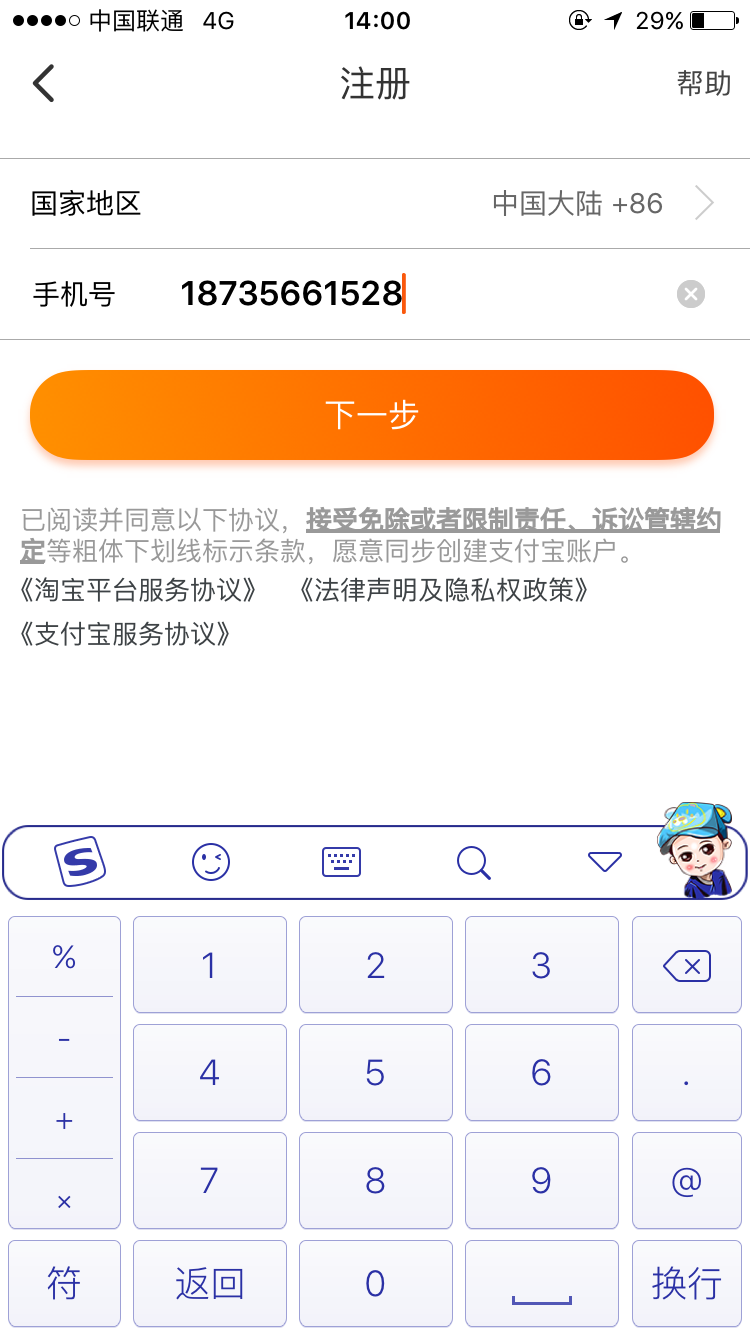 中国联通 4G 14:00 29%
注册 帮助
国家地区 中国大陆 +86
手机号 18735661528
下一步
已阅读并同意以下协议，接受免除或者限制责任、诉讼管辖约
定等粗体下划线标示条款，愿意同步创建支付宝账户。
《淘宝平台服务协议》 《法律声明及隐私权政策》
《支付宝服务协议》
S
% 1 2 3
- 4 5 6 .
+
7 8 9 @
×
符 返回 0 换行